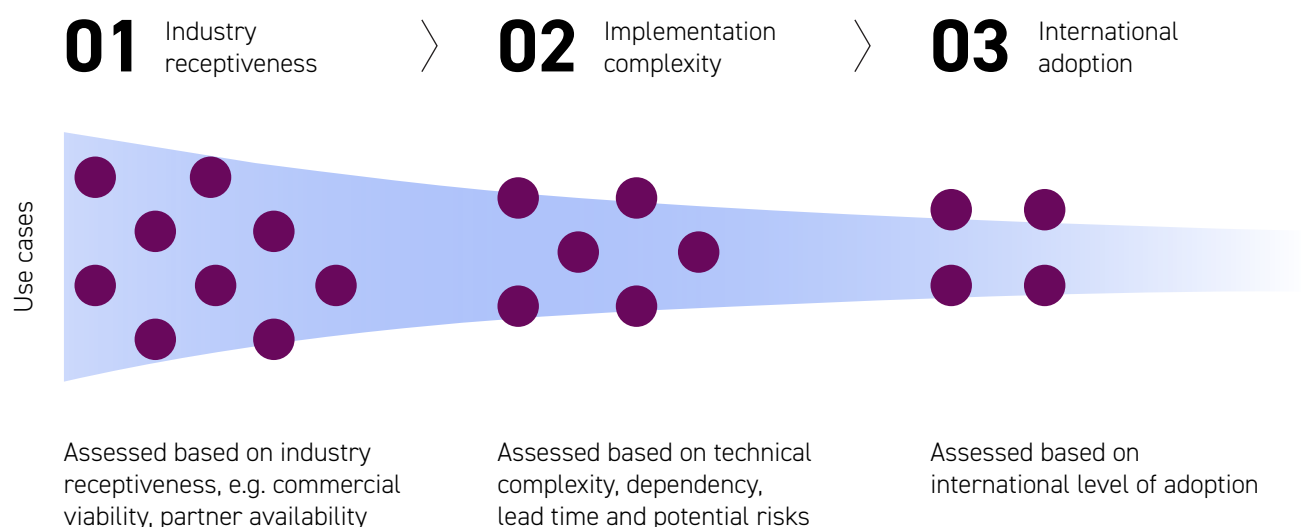 01 Industry
receptiveness
02 Implementation
complexity
03 International
adoption
Use cases
Assessed based on industry
receptiveness, e.g. commercial
viability, partner availability
Assessed based on technical
complexity, dependency,
lead time and potential risks
Assessed based on
international level of adoption